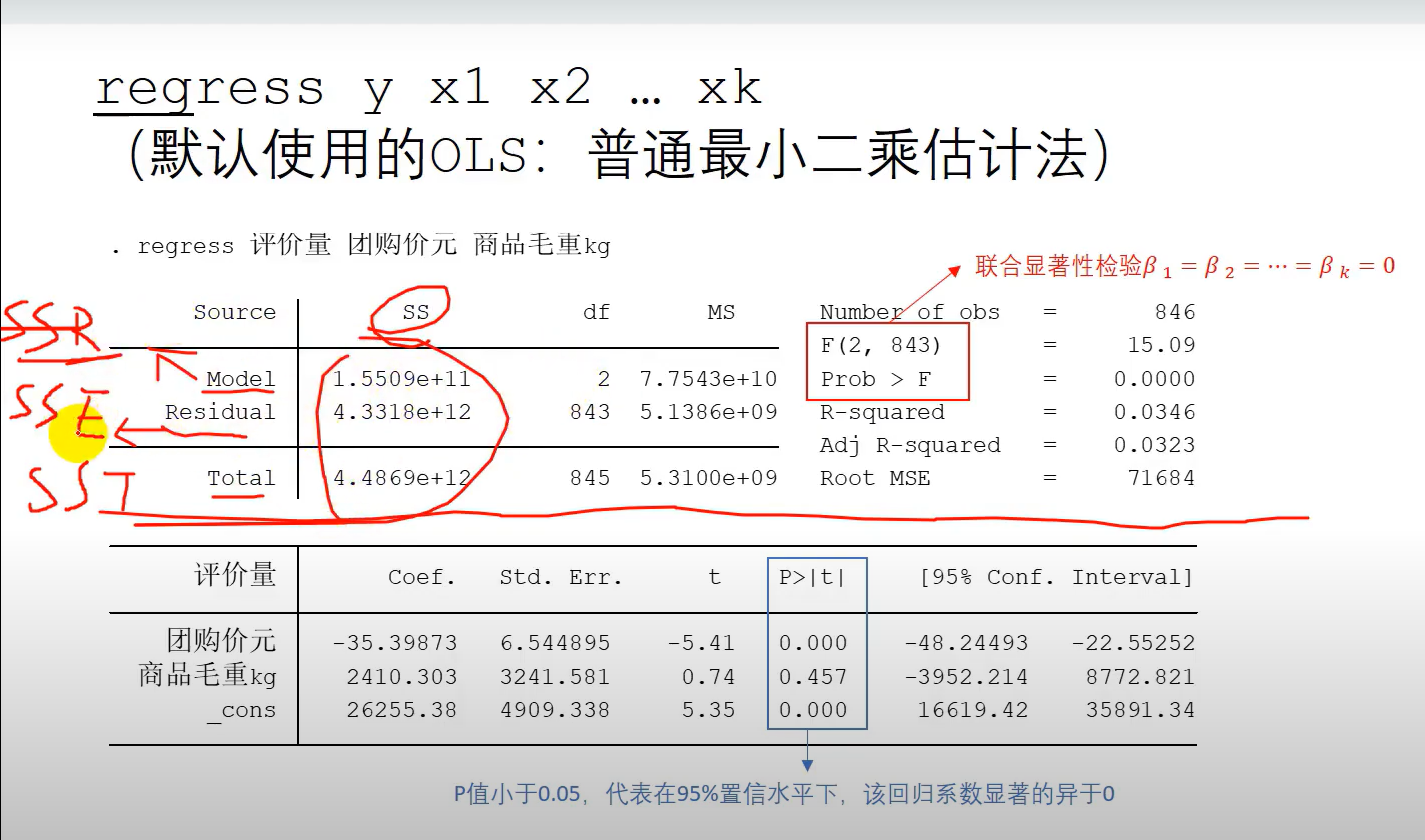 regress y x1 x2 … xk
（默认使用的OLS：普通最小二乘估计法）
. regress 评价量 团购价元 商品毛重kg
联合显著性检验β 1 = β 2 = ⋯ = β k = 0
Source SS df MS Number of obs = 846
F(2, 843) = 15.09
SSR Model 1.5509e+11 2 7.7543e+10 Prob > F = 0.0000
SSE Residual 4.3318e+12 843 5.1386e+09 R-squared = 0.0346
Adj R-squared = 0.0323
SST Total 4.4869e+12 845 5.3100e+09 Root MSE = 71684
评价量 Coef. Std. Err. t P>|t| [95% Conf. Interval]
团购价元 -35.39873 6.544895 -5.41 0.000 -48.24493 -22.55252
商品毛重kg 2410.303 3241.581 0.74 0.457 -3952.214 8772.821
_cons 26255.38 4909.338 5.35 0.000 16619.42 35891.34
P值小于0.05，代表在95%置信水平下，该回归系数显著的异于0